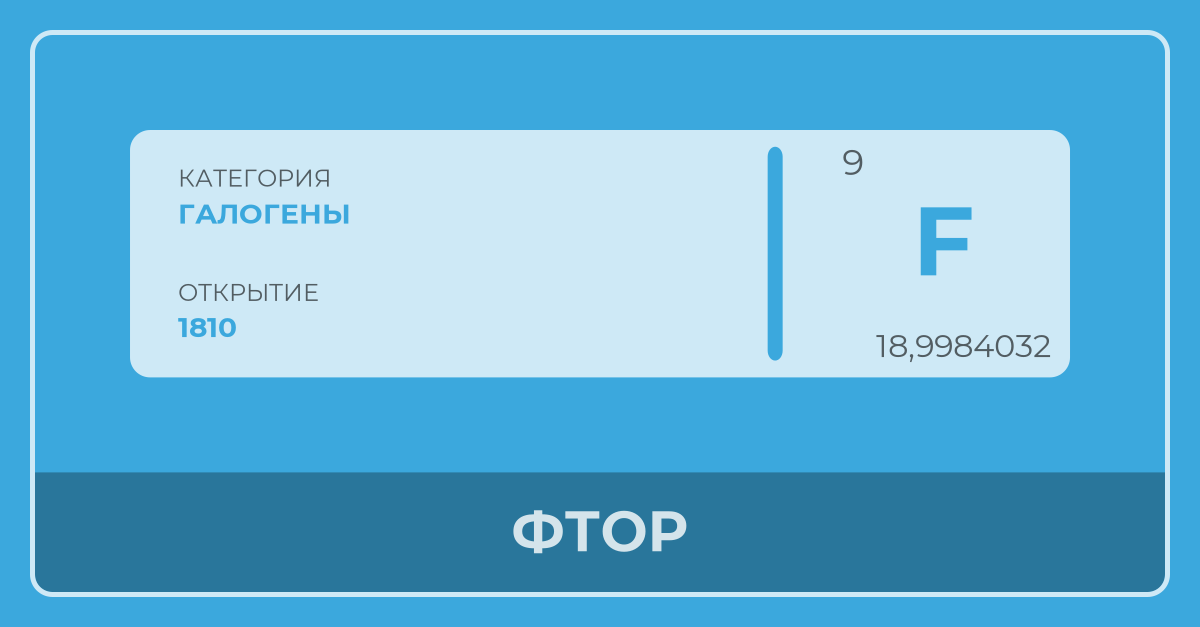 КАТЕГОРИЯ
ГАЛОГЕНЫ
ОТКРЫТИЕ
1810
9
F
18,9984032
ФТОР